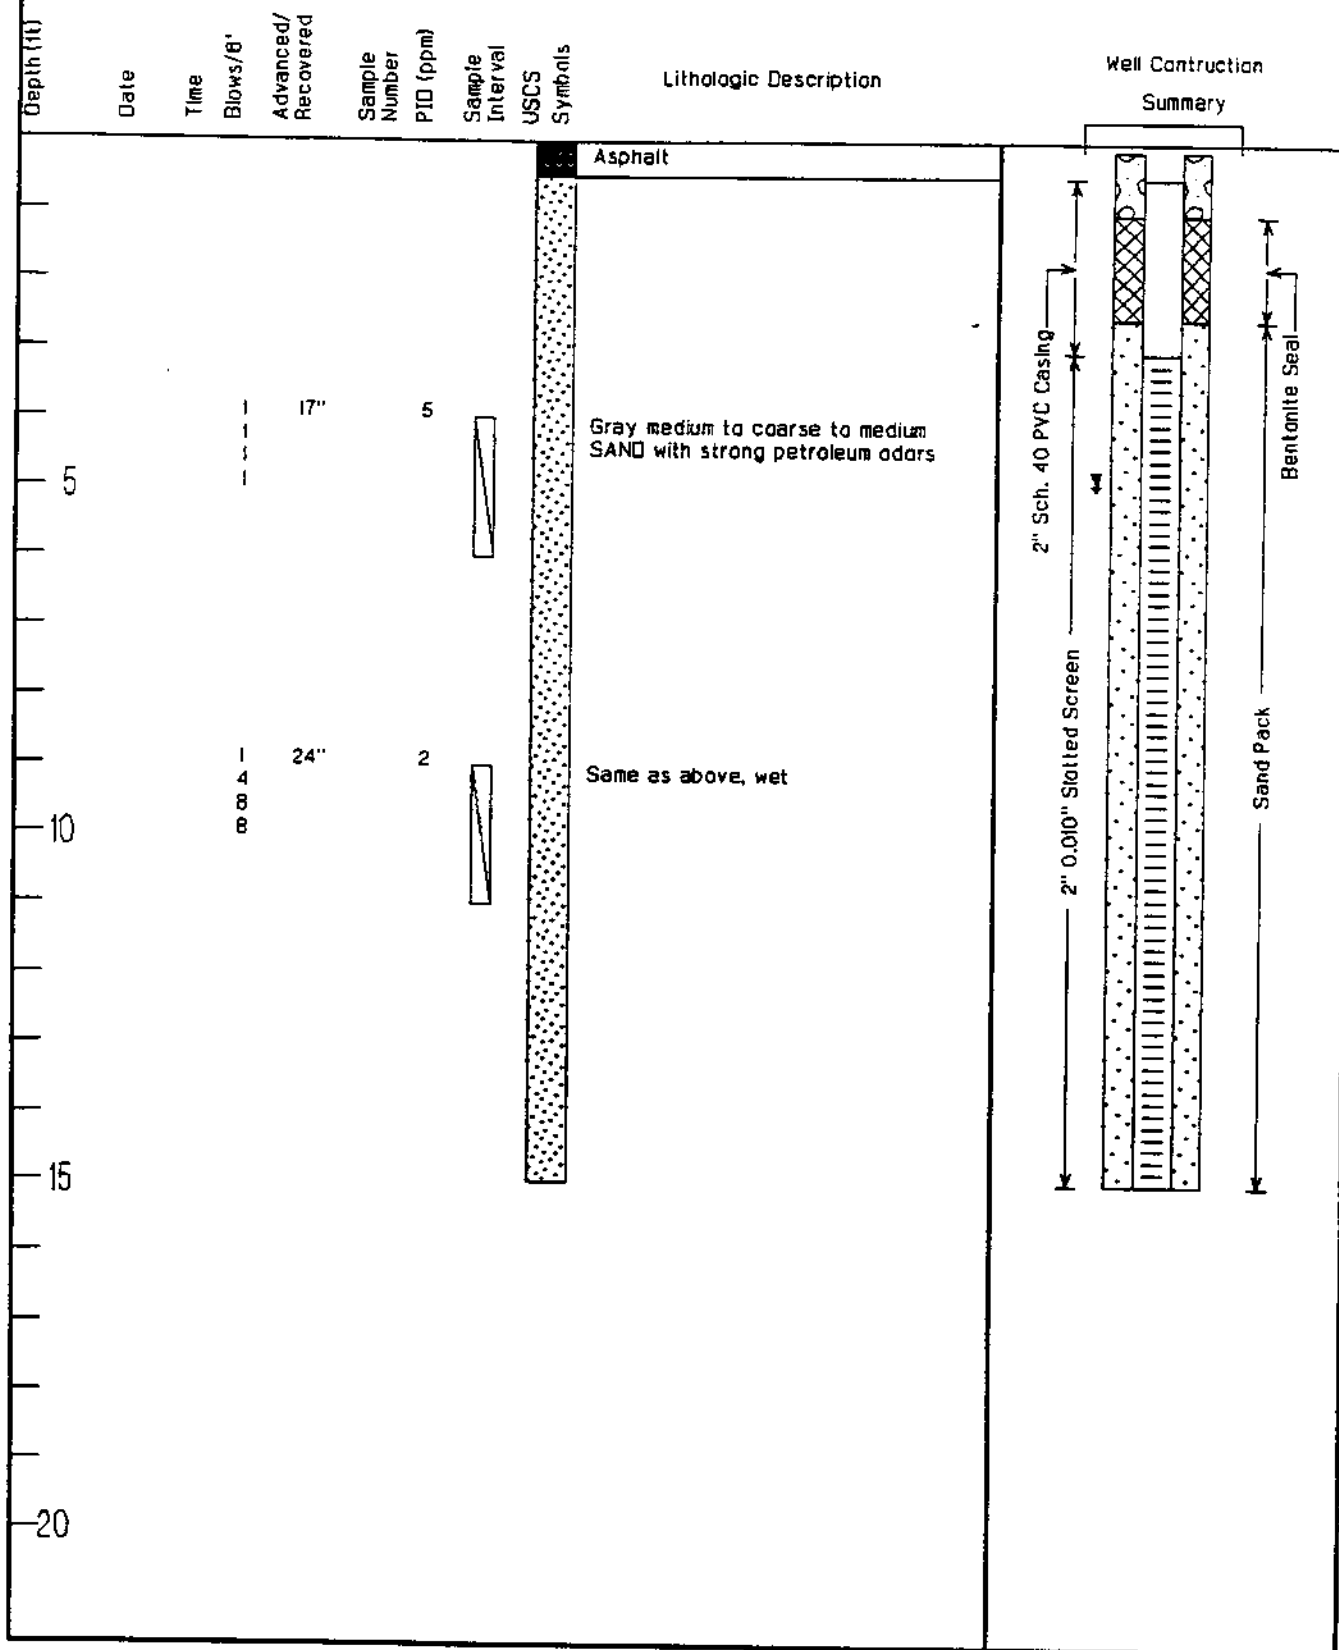 Depth (ft)
Date
Time
Blows/6'
Advanced/
Recovered
Sample
Number
PID (ppm)
Sample
Interval
USCS
Symbols
Lithologic Description
Well Contruction
Summary
Asphalt
1 17" 5
1
1
1
Gray medium to coarse to medium
SAND with strong petroleum odors
5
1 24" 2
4
8
8
Same as above, wet
10
15
20
2" Sch. 40 PVC Casing
2" 0.010" Slotted Screen
Bentonite Seal
Sand Pack